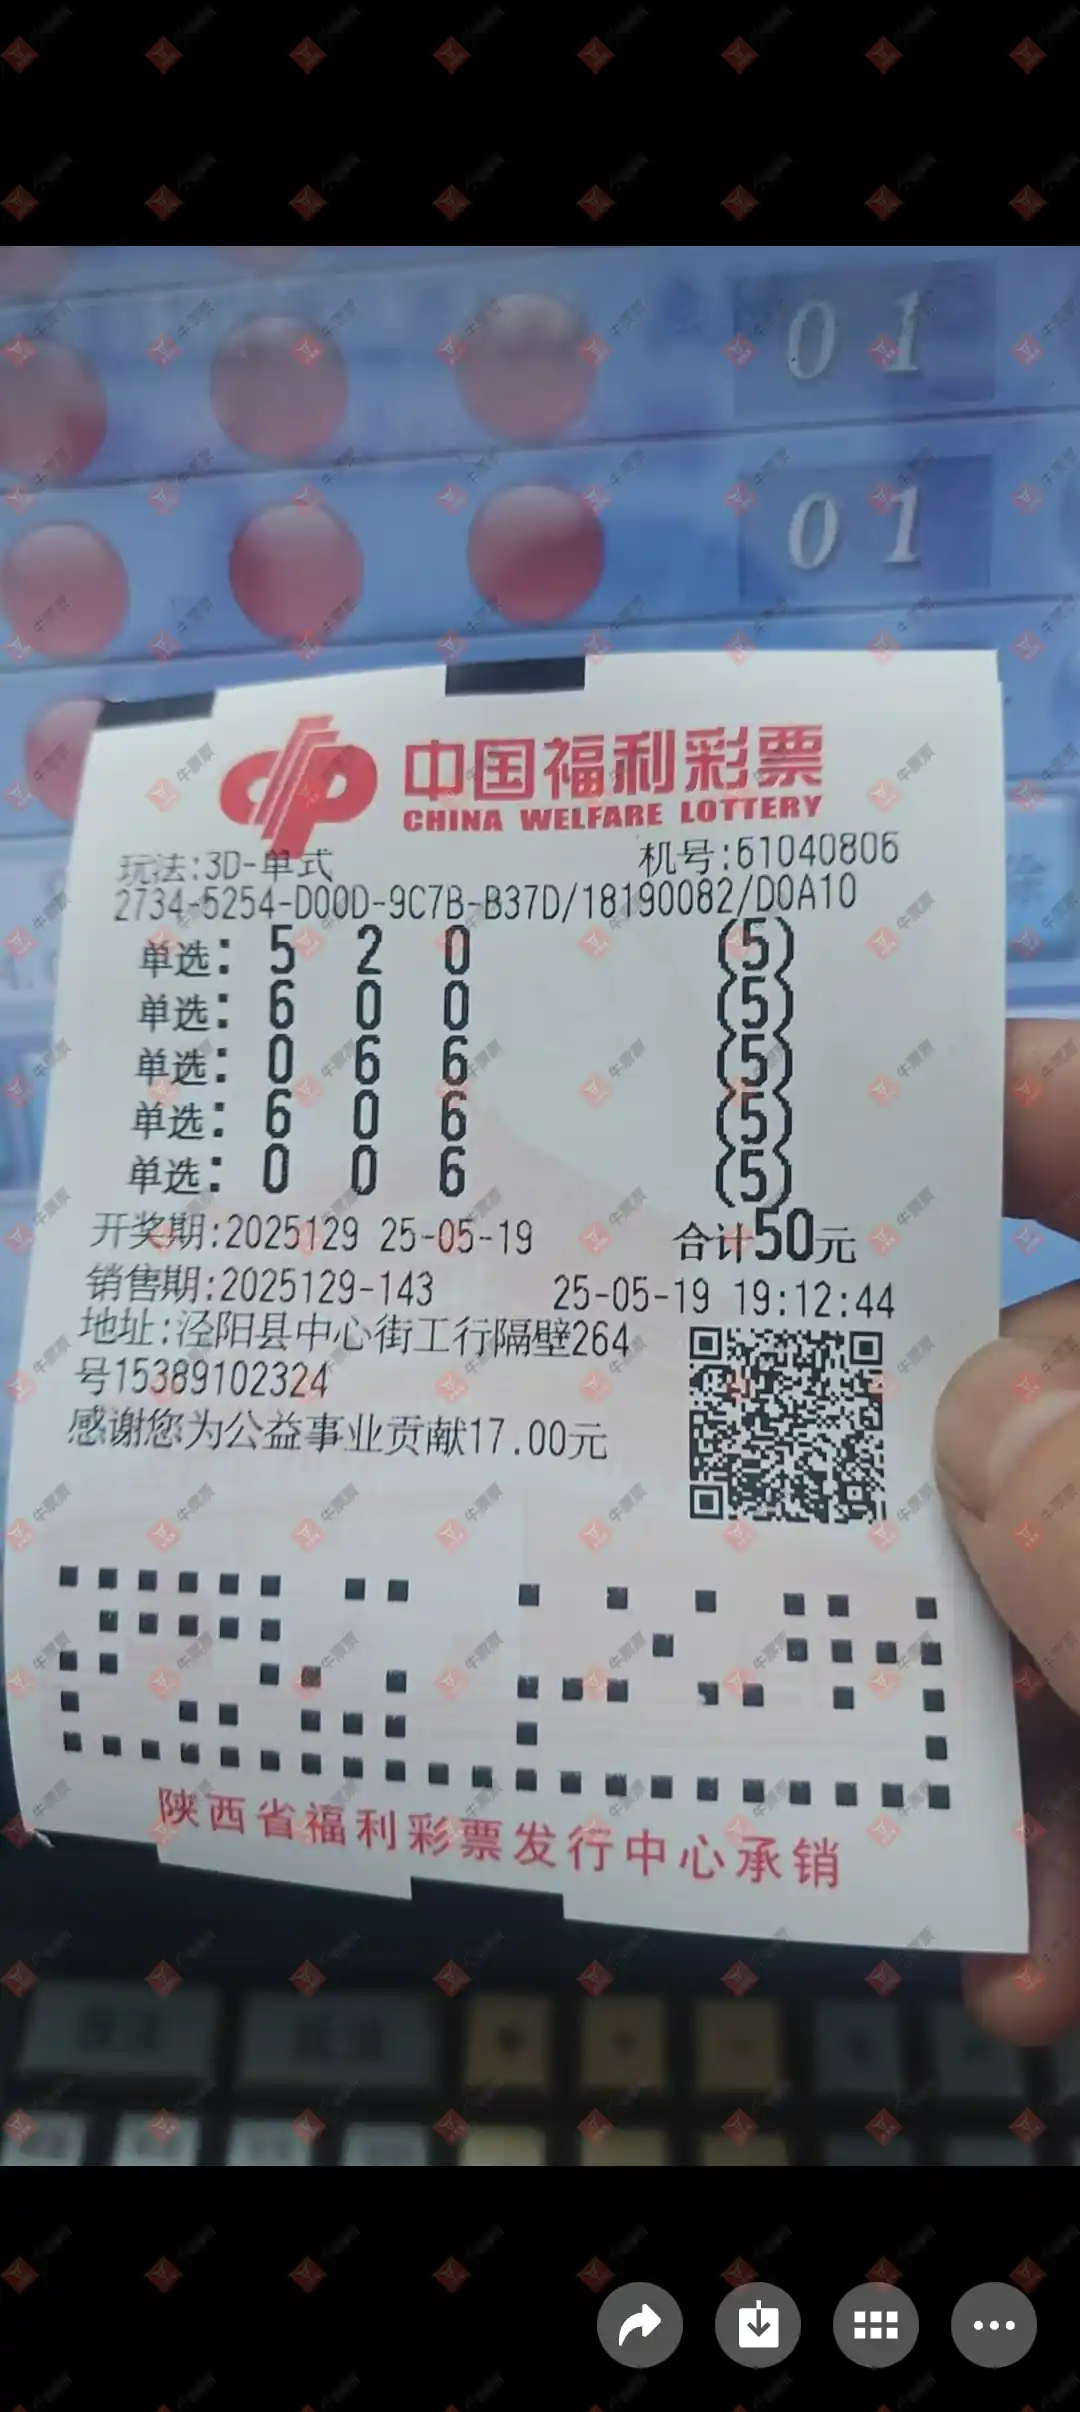 01
01
中国福利彩票
CHINA WELFARE LOTTERY
玩法:3D-单式 机号:61040806
2734-5254-D00D-9C7B-B37D/18190082/D0A10
单选: 5 2 0 (5)
单选: 6 0 0 (5)
单选: 0 6 6 (5)
单选: 6 0 6 (5)
单选: 0 0 6 (5)
开奖期:2025129 25-05-19 合计50元
销售期:2025129-143 25-05-19 19:12:44
地址:泾阳县中心街工行隔壁264
号15389102324
感谢您为公益事业贡献17.00元
陕西省福利彩票发行中心承销